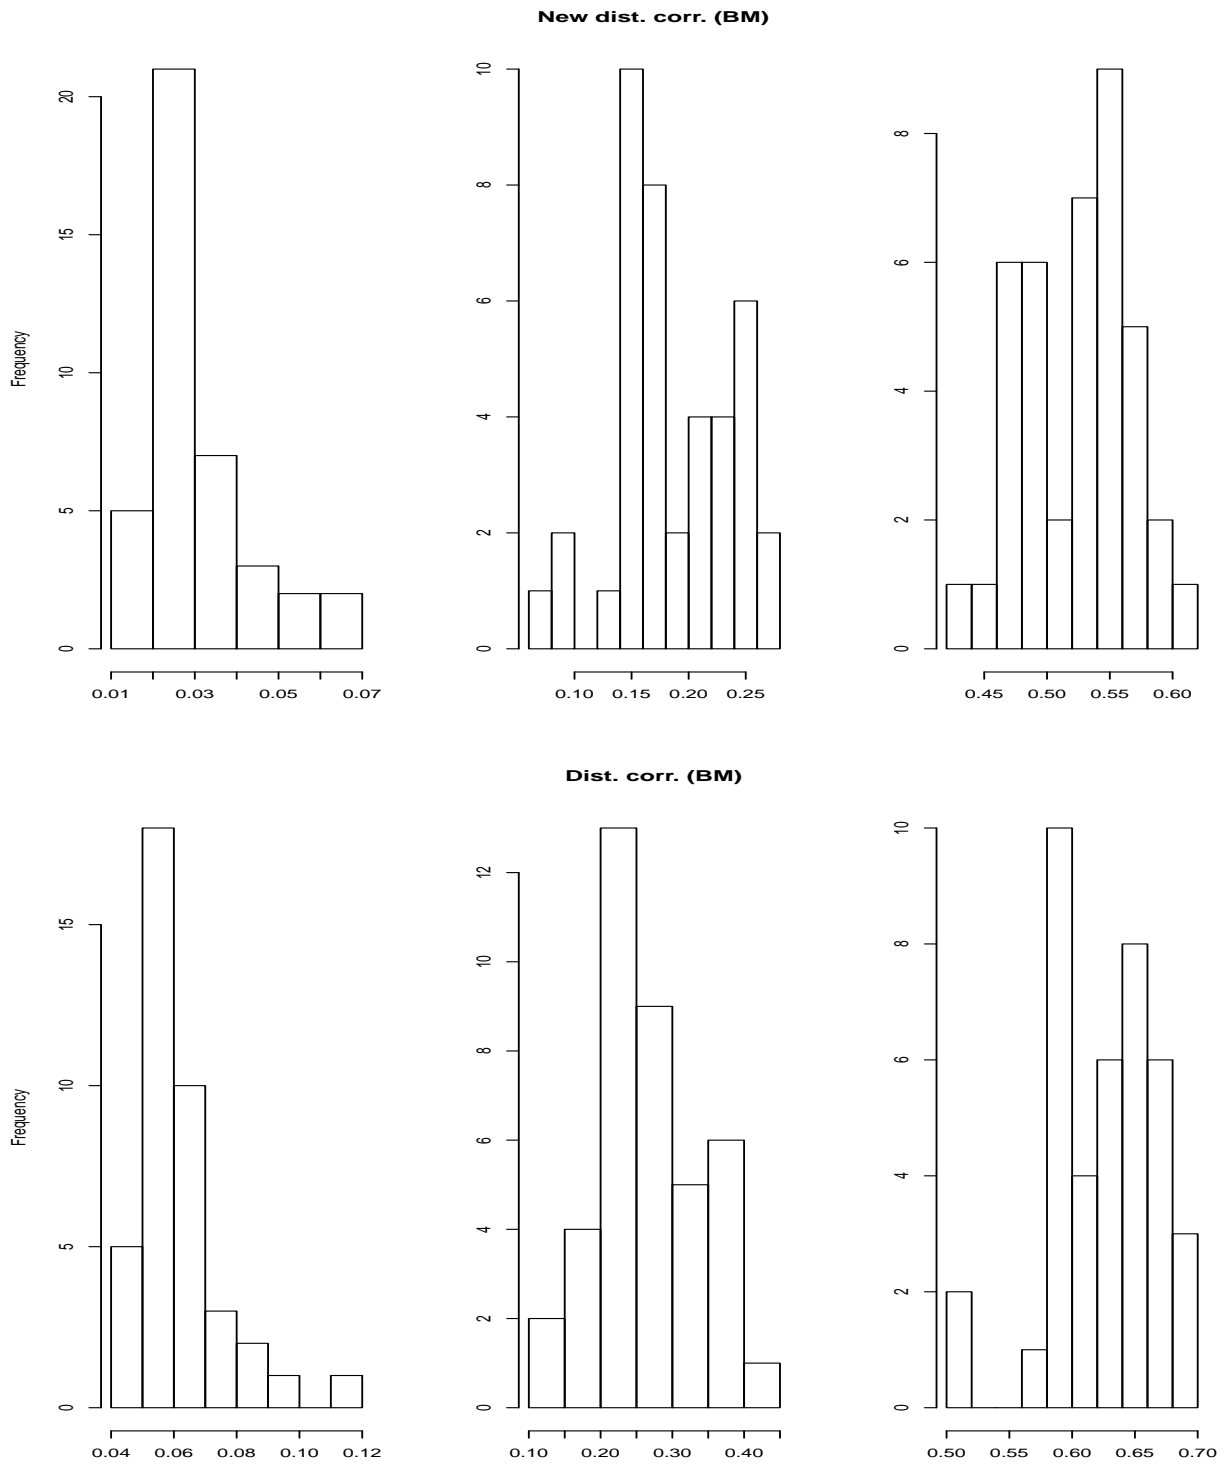 New dist. corr. (BM)
Frequency
0 5 10 15 20
0.01 0.03 0.05 0.07
0 2 4 6 8 10
0.10 0.15 0.20 0.25
0 2 4 6 8
0.45 0.50 0.55 0.60
Dist. corr. (BM)
Frequency
0 5 10 15
0.04 0.06 0.08 0.10 0.12
0 2 4 6 8 10 12
0.10 0.20 0.30 0.40
0 2 4 6 8 10
0.50 0.55 0.60 0.65 0.70